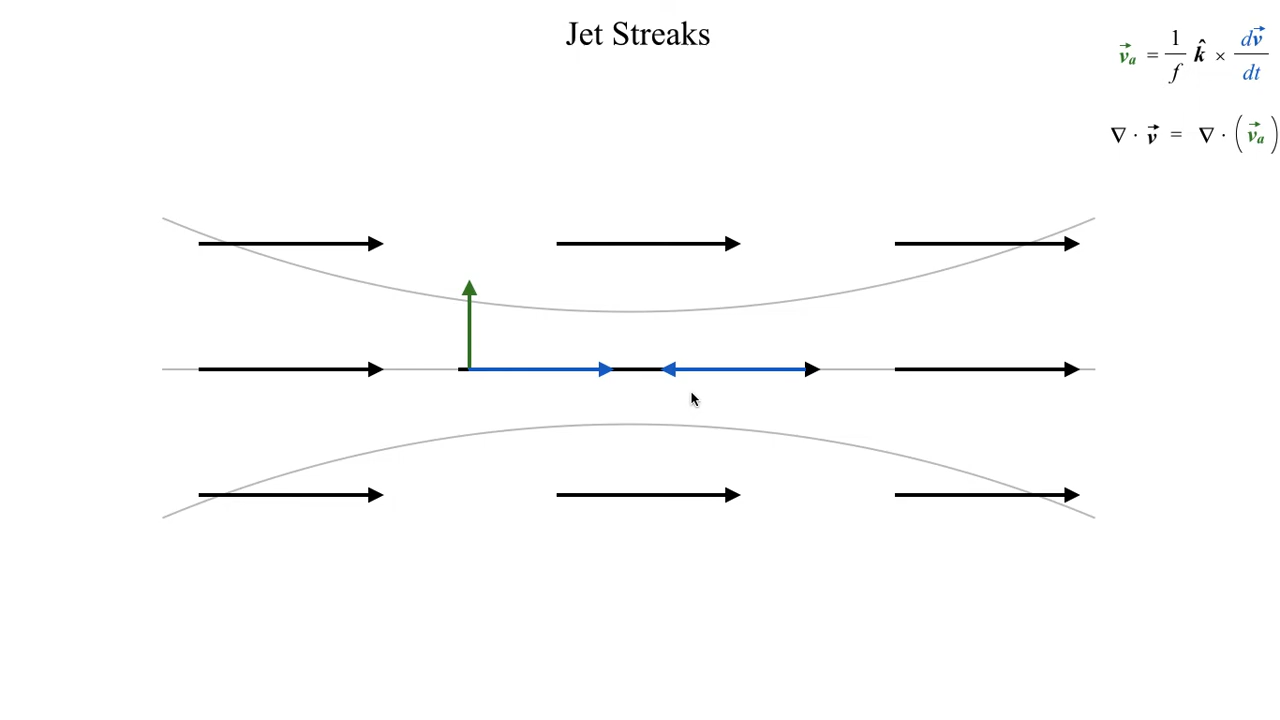 Jet Streaks
v⃗ₐ = 1/f k̂ × dv⃗/dt
∇ · v⃗ = ∇ · (v⃗ₐ)